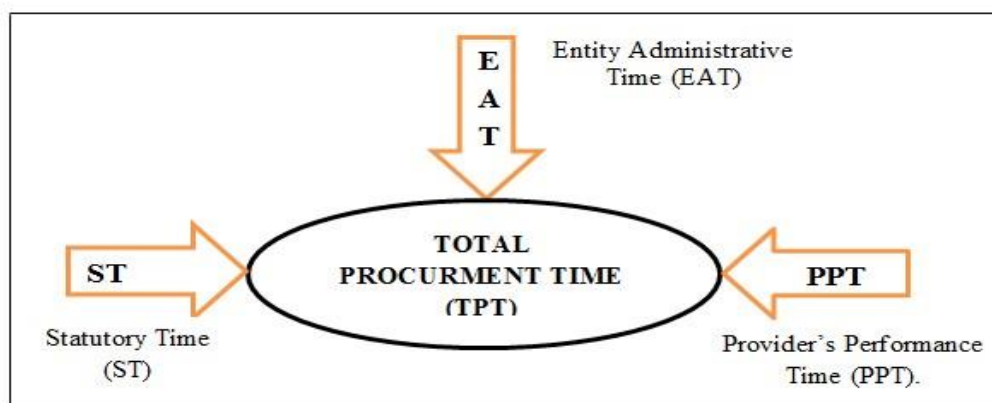 E
A
T
Entity Administrative
Time (EAT)
TOTAL
PROCURMENT TIME
(TPT)
ST
PPT
Statutory Time
(ST)
Provider’s Performance
Time (PPT).